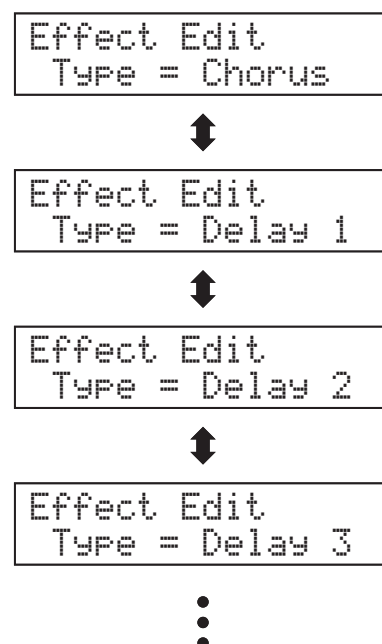 Effect Edit
Type = Chorus
Effect Edit
Type = Delay 1
Effect Edit
Type = Delay 2
Effect Edit
Type = Delay 3